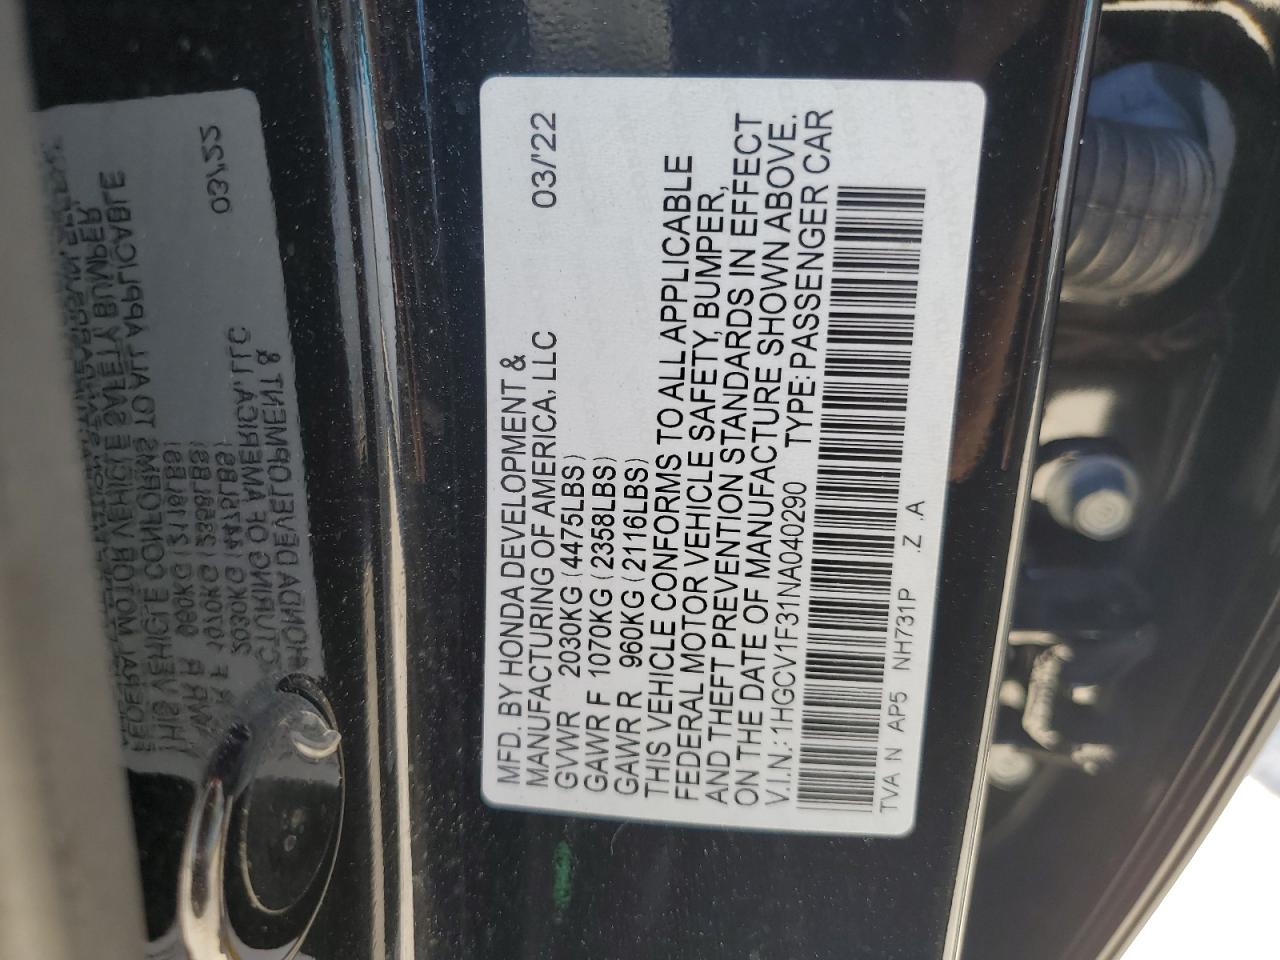 MFD. BY HONDA DEVELOPMENT &
MANUFACTURING OF AMERICA, LLC 03/'22
GVWR 2030KG (4475LBS)
GAWR F 1070KG (2358LBS)
GAWR R 960KG (2116LBS)
THIS VEHICLE CONFORMS TO ALL APPLICABLE
FEDERAL MOTOR VEHICLE SAFETY, BUMPER,
AND THEFT PREVENTION STANDARDS IN EFFECT
ON THE DATE OF MANUFACTURE SHOWN ABOVE.
V.I.N.: 1HGCV1F31NA040290 TYPE: PASSENGER CAR
TVA N AP5 NH731P .Z .A